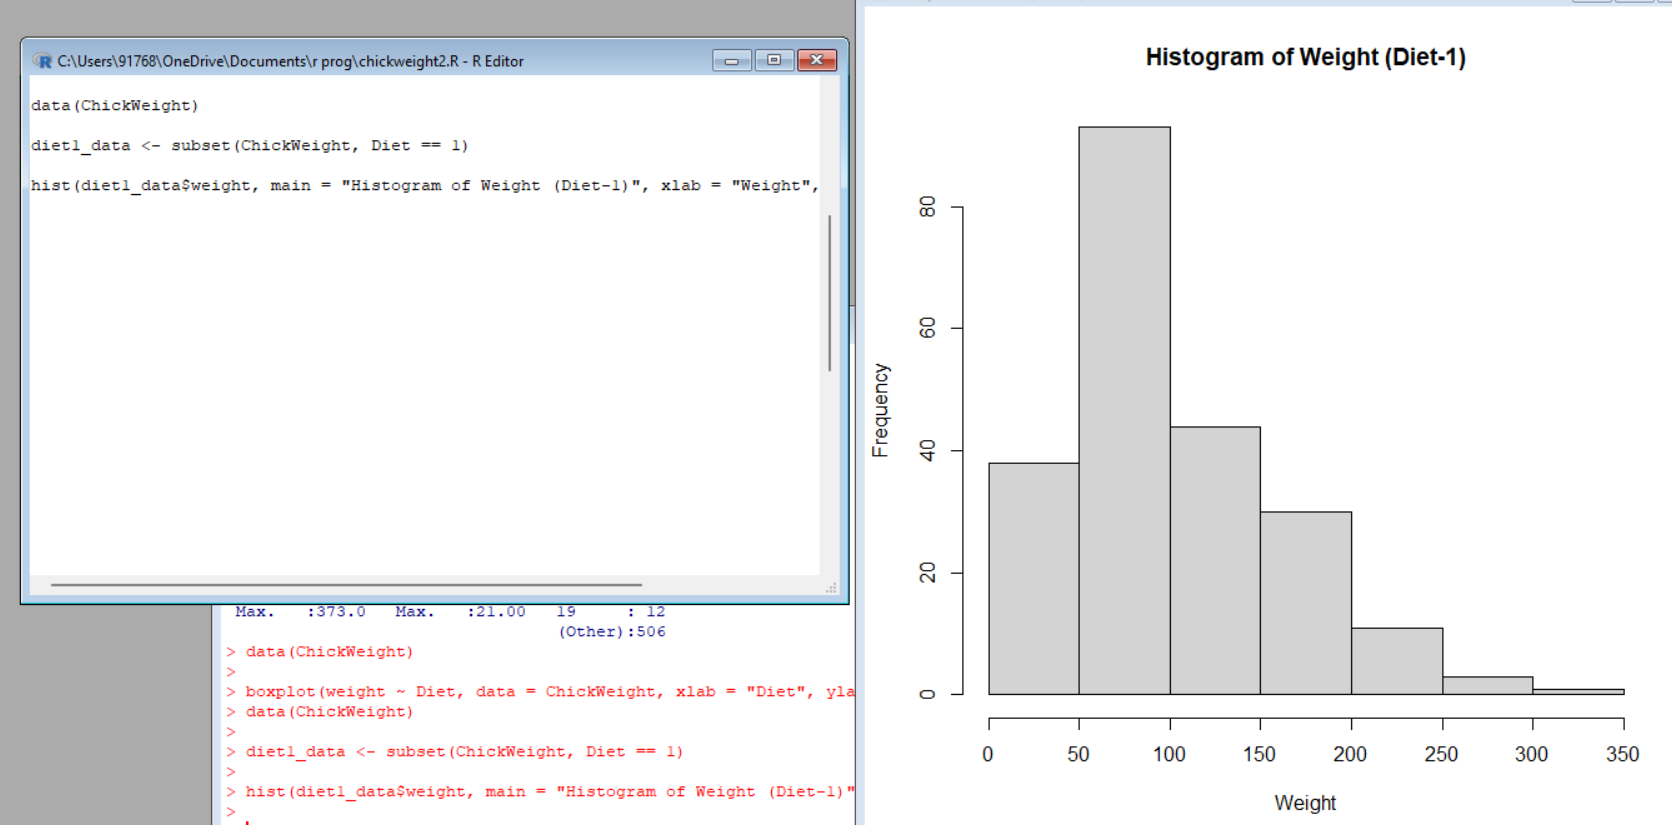 C:\Users\91768\OneDrive\Documents\r prog\chickweight2.R - R Editor
data(ChickWeight)
diet1_data <- subset(ChickWeight, Diet == 1)
hist(diet1_data$weight, main = "Histogram of Weight (Diet-1)", xlab = "Weight",
Max.   :373.0   Max.   :21.00   19     : 12
(Other):506
> data(ChickWeight)
>
> boxplot(weight ~ Diet, data = ChickWeight, xlab = "Diet", yla
> data(ChickWeight)
>
> diet1_data <- subset(ChickWeight, Diet == 1)
>
> hist(diet1_data$weight, main = "Histogram of Weight (Diet-1)"
>
Histogram of Weight (Diet-1)
Frequency
80
60
40
20
0
0 50 100 150 200 250 300 350
Weight